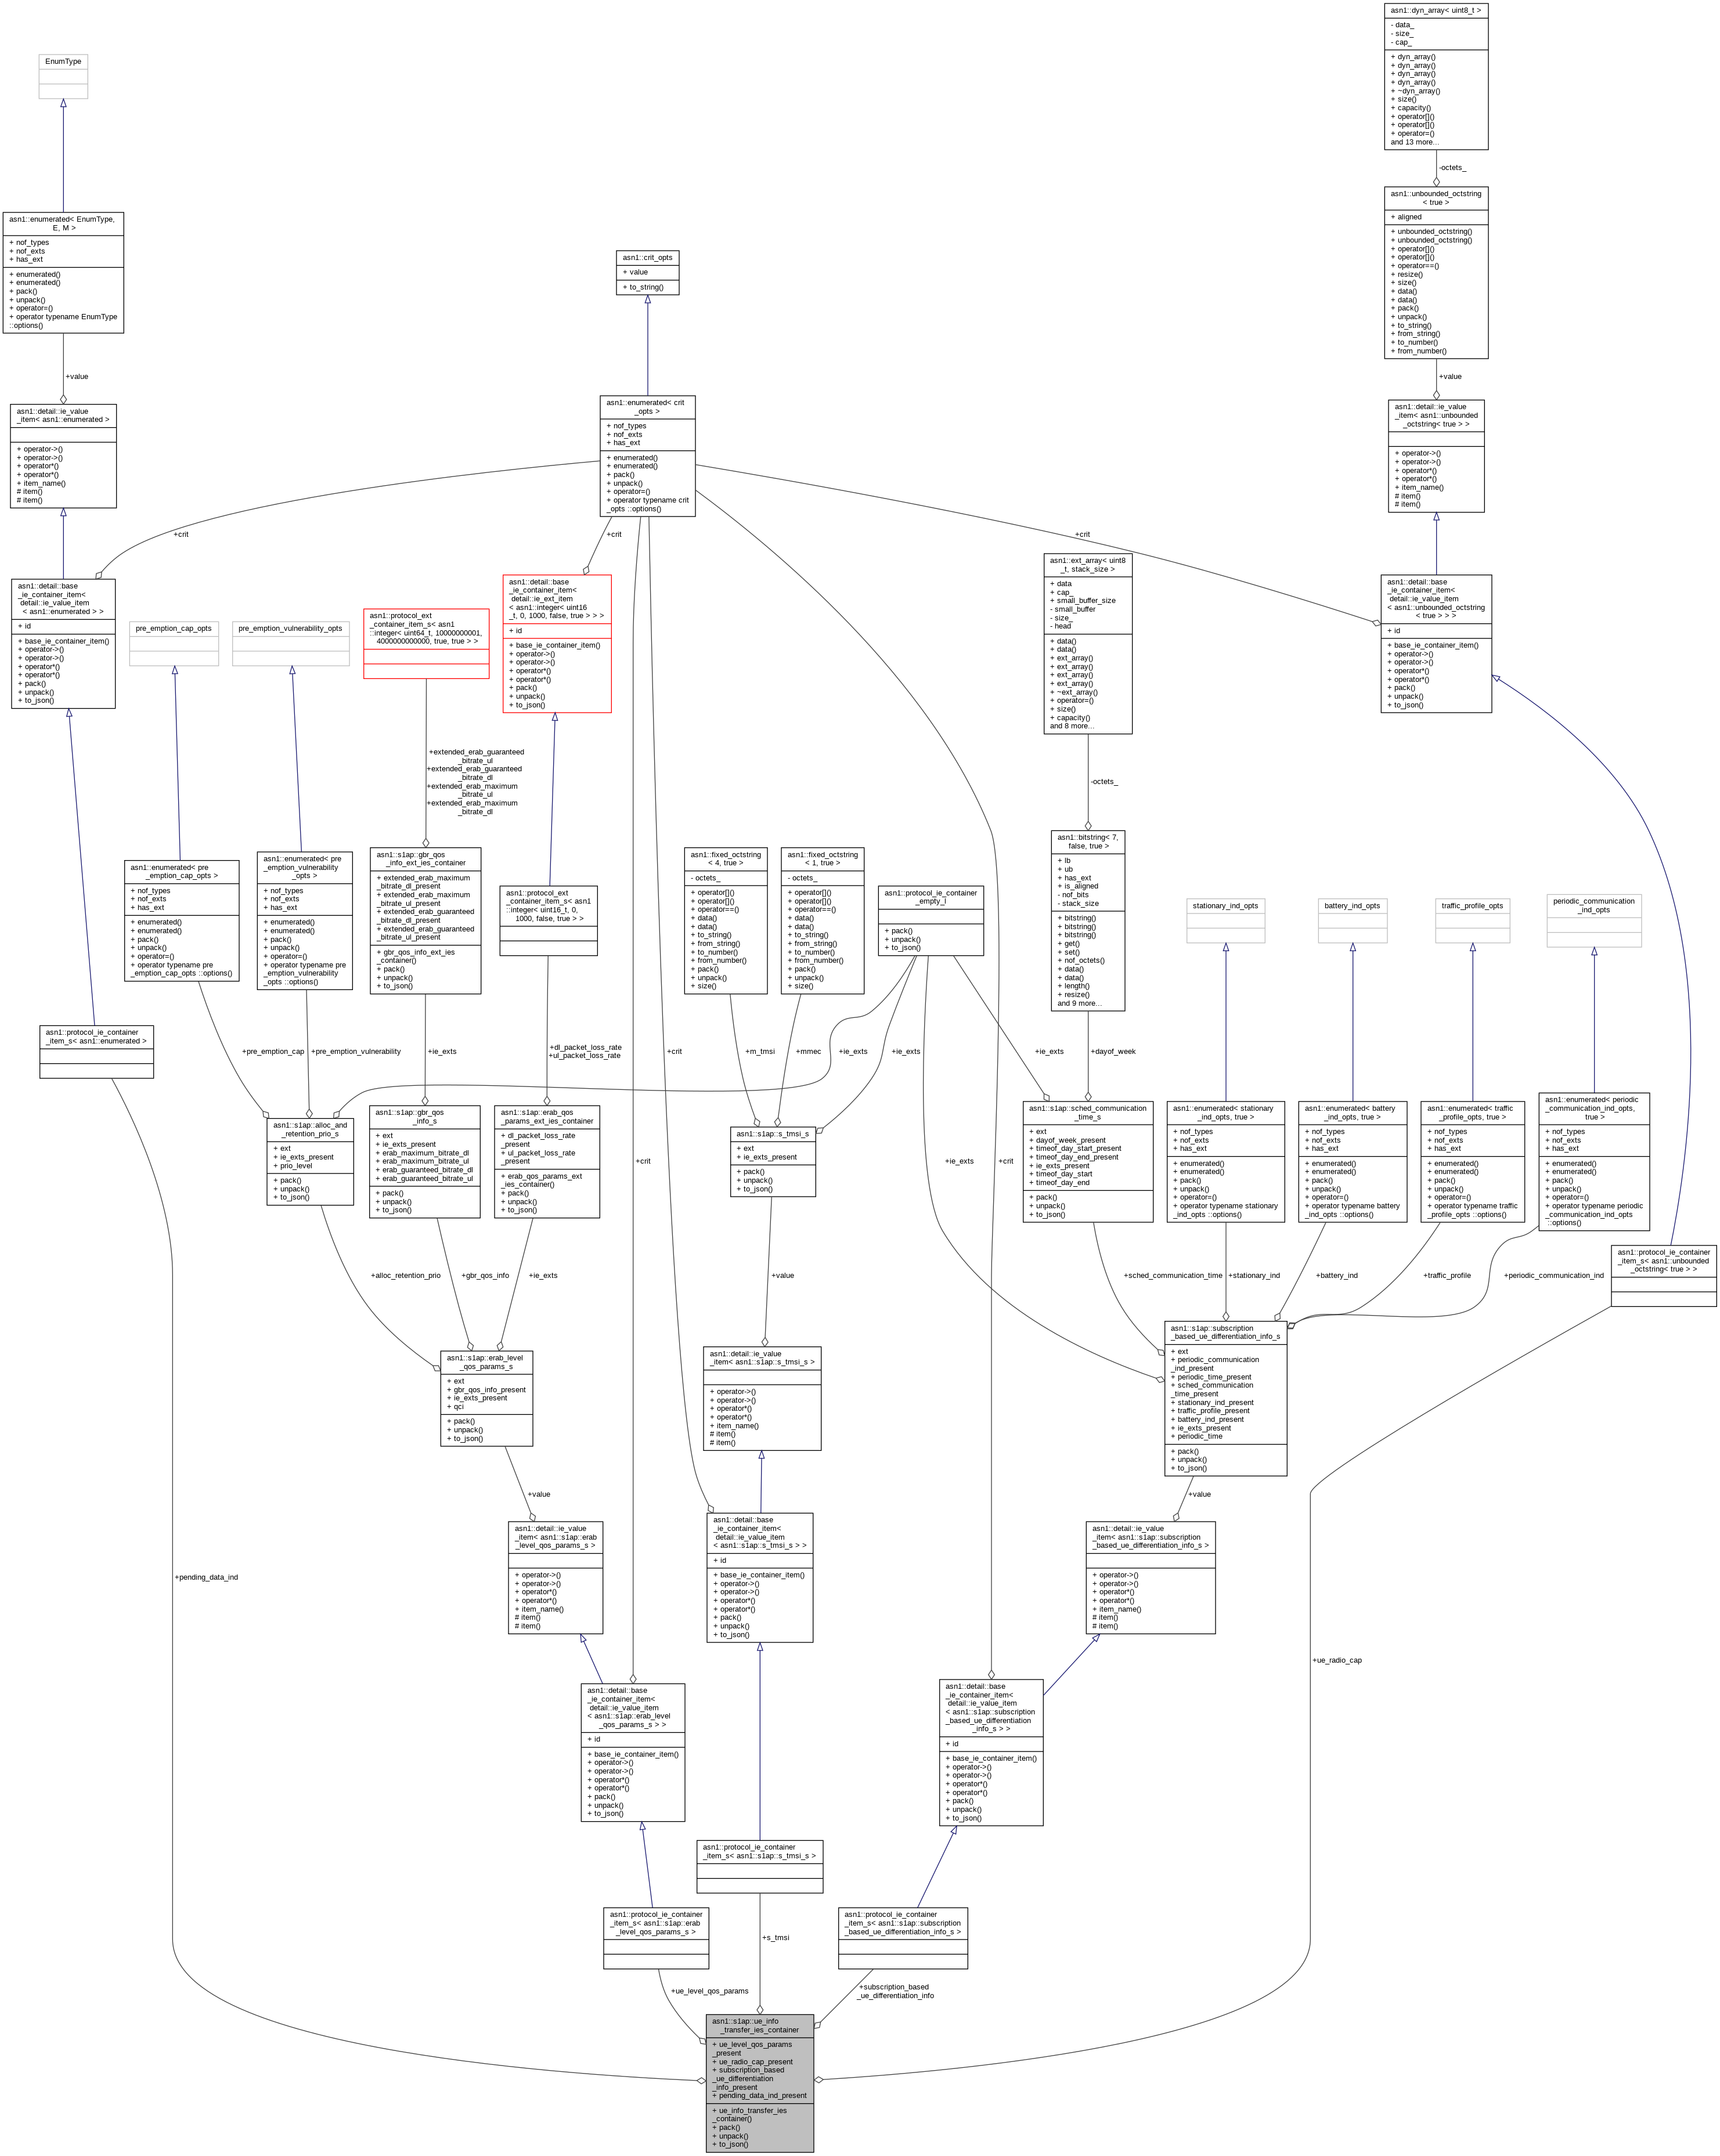 asn1::dyn_array< uint8_t >
- data_
- size_
- cap_
+ dyn_array()
+ dyn_array()
+ dyn_array()
+ dyn_array()
+ ~dyn_array()
+ size()
+ capacity()
+ operator[]()
+ operator[]()
+ operator=()
and 13 more...
-octets_
EnumType
asn1::unbounded_octstring
< true >
+ aligned
+ unbounded_octstring()
+ unbounded_octstring()
+ operator[]()
+ operator[]()
+ operator==()
+ resize()
+ size()
+ data()
+ data()
+ pack()
+ unpack()
+ to_string()
+ from_string()
+ to_number()
+ from_number()
+value
asn1::enumerated< EnumType,
E, M >
+ nof_types
+ nof_exts
+ has_ext
+ enumerated()
+ enumerated()
+ pack()
+ unpack()
+ operator=()
+ operator typename EnumType
::options()
+value
asn1::crit_opts
+ value
+ to_string()
asn1::enumerated< crit
_opts >
+ nof_types
+ nof_exts
+ has_ext
+ enumerated()
+ enumerated()
+ pack()
+ unpack()
+ operator=()
+ operator typename crit
_opts ::options()
asn1::detail::ie_value
_item< asn1::enumerated >
+ operator->()
+ operator->()
+ operator*()
+ operator*()
+ item_name()
# item()
# item()
asn1::detail::ie_value
_item< asn1::unbounded
_octstring< true > >
+ operator->()
+ operator->()
+ operator*()
+ operator*()
+ item_name()
# item()
# item()
+crit
+crit
+crit
asn1::detail::base
_ie_container_item<
detail::ie_value_item
< asn1::enumerated > >
+ id
+ base_ie_container_item()
+ operator->()
+ operator->()
+ operator*()
+ operator*()
+ pack()
+ unpack()
+ to_json()
pre_emption_cap_opts
pre_emption_vulnerability_opts
asn1::protocol_ext
_container_item_s< asn1
::integer< uint64_t, 10000000001,
4000000000000, true, true > >
asn1::detail::base
_ie_container_item<
detail::ie_ext_item
< asn1::integer< uint16
_t, 0, 1000, false, true > > >
+ id
+ base_ie_container_item()
+ operator->()
+ operator->()
+ operator*()
+ operator*()
+ pack()
+ unpack()
+ to_json()
asn1::ext_array< uint8
_t, stack_size >
+ data
+ cap_
+ small_buffer_size
- small_buffer
- size_
- head
+ data()
+ data()
+ ext_array()
+ ext_array()
+ ext_array()
+ ext_array()
+ ~ext_array()
+ operator=()
+ size()
+ capacity()
and 8 more...
asn1::detail::base
_ie_container_item<
detail::ie_value_item
< asn1::unbounded_octstring
< true > > >
+ id
+ base_ie_container_item()
+ operator->()
+ operator->()
+ operator*()
+ operator*()
+ pack()
+ unpack()
+ to_json()
+extended_erab_guaranteed
_bitrate_ul
+extended_erab_guaranteed
_bitrate_dl
+extended_erab_maximum
_bitrate_ul
+extended_erab_maximum
_bitrate_dl
-octets_
asn1::enumerated< pre
_emption_cap_opts >
+ nof_types
+ nof_exts
+ has_ext
+ enumerated()
+ enumerated()
+ pack()
+ unpack()
+ operator=()
+ operator typename pre
_emption_cap_opts ::options()
asn1::enumerated< pre
_emption_vulnerability
_opts >
+ nof_types
+ nof_exts
+ has_ext
+ enumerated()
+ enumerated()
+ pack()
+ unpack()
+ operator=()
+ operator typename pre
_emption_vulnerability
_opts ::options()
asn1::s1ap::gbr_qos
_info_ext_ies_container
+ extended_erab_maximum
_bitrate_dl_present
+ extended_erab_maximum
_bitrate_ul_present
+ extended_erab_guaranteed
_bitrate_dl_present
+ extended_erab_guaranteed
_bitrate_ul_present
+ gbr_qos_info_ext_ies
_container()
+ pack()
+ unpack()
+ to_json()
asn1::protocol_ext
_container_item_s< asn1
::integer< uint16_t, 0,
1000, false, true > >
asn1::fixed_octstring
< 4, true >
- octets_
+ operator[]()
+ operator[]()
+ operator==()
+ data()
+ data()
+ to_string()
+ from_string()
+ to_number()
+ from_number()
+ pack()
+ unpack()
+ size()
asn1::fixed_octstring
< 1, true >
- octets_
+ operator[]()
+ operator[]()
+ operator==()
+ data()
+ data()
+ to_string()
+ from_string()
+ to_number()
+ from_number()
+ pack()
+ unpack()
+ size()
asn1::protocol_ie_container
_empty_l
+ pack()
+ unpack()
+ to_json()
asn1::bitstring< 7,
false, true >
+ lb
+ ub
+ has_ext
+ is_aligned
- nof_bits
- stack_size
+ bitstring()
+ bitstring()
+ bitstring()
+ get()
+ set()
+ nof_octets()
+ data()
+ data()
+ length()
+ resize()
and 9 more...
stationary_ind_opts
battery_ind_opts
traffic_profile_opts
periodic_communication
_ind_opts
asn1::protocol_ie_container
_item_s< asn1::enumerated >
+pre_emption_cap
+pre_emption_vulnerability
+ie_exts
+dl_packet_loss_rate
+ul_packet_loss_rate
+crit
+m_tmsi
+mmec
+ie_exts
+ie_exts
+ie_exts
+dayof_week
asn1::s1ap::alloc_and
_retention_prio_s
+ ext
+ ie_exts_present
+ prio_level
+ pack()
+ unpack()
+ to_json()
asn1::s1ap::gbr_qos
_info_s
+ ext
+ ie_exts_present
+ erab_maximum_bitrate_dl
+ erab_maximum_bitrate_ul
+ erab_guaranteed_bitrate_dl
+ erab_guaranteed_bitrate_ul
+ pack()
+ unpack()
+ to_json()
asn1::s1ap::erab_qos
_params_ext_ies_container
+ dl_packet_loss_rate
_present
+ ul_packet_loss_rate
_present
+ erab_qos_params_ext
_ies_container()
+ pack()
+ unpack()
+ to_json()
+crit
asn1::s1ap::s_tmsi_s
+ ext
+ ie_exts_present
+ pack()
+ unpack()
+ to_json()
+ie_exts
+crit
asn1::s1ap::sched_communication
_time_s
+ ext
+ dayof_week_present
+ timeof_day_start_present
+ timeof_day_end_present
+ ie_exts_present
+ timeof_day_start
+ timeof_day_end
+ pack()
+ unpack()
+ to_json()
asn1::enumerated< stationary
_ind_opts, true >
+ nof_types
+ nof_exts
+ has_ext
+ enumerated()
+ enumerated()
+ pack()
+ unpack()
+ operator=()
+ operator typename stationary
_ind_opts ::options()
asn1::enumerated< battery
_ind_opts, true >
+ nof_types
+ nof_exts
+ has_ext
+ enumerated()
+ enumerated()
+ pack()
+ unpack()
+ operator=()
+ operator typename battery
_ind_opts ::options()
asn1::enumerated< traffic
_profile_opts, true >
+ nof_types
+ nof_exts
+ has_ext
+ enumerated()
+ enumerated()
+ pack()
+ unpack()
+ operator=()
+ operator typename traffic
_profile_opts ::options()
asn1::enumerated< periodic
_communication_ind_opts,
true >
+ nof_types
+ nof_exts
+ has_ext
+ enumerated()
+ enumerated()
+ pack()
+ unpack()
+ operator=()
+ operator typename periodic
_communication_ind_opts
::options()
asn1::protocol_ie_container
_item_s< asn1::unbounded
_octstring< true > >
+alloc_retention_prio
+gbr_qos_info
+ie_exts
+value
+sched_communication_time
+stationary_ind
+battery_ind
+traffic_profile
+periodic_communication_ind
asn1::s1ap::erab_level
_qos_params_s
+ ext
+ gbr_qos_info_present
+ ie_exts_present
+ qci
+ pack()
+ unpack()
+ to_json()
asn1::detail::ie_value
_item< asn1::s1ap::s_tmsi_s >
+ operator->()
+ operator->()
+ operator*()
+ operator*()
+ item_name()
# item()
# item()
asn1::s1ap::subscription
_based_ue_differentiation_info_s
+ ext
+ periodic_communication
_ind_present
+ periodic_time_present
+ sched_communication
_time_present
+ stationary_ind_present
+ traffic_profile_present
+ battery_ind_present
+ ie_exts_present
+ periodic_time
+ pack()
+ unpack()
+ to_json()
+value
+value
asn1::detail::ie_value
_item< asn1::s1ap::erab
_level_qos_params_s >
+ operator->()
+ operator->()
+ operator*()
+ operator*()
+ item_name()
# item()
# item()
asn1::detail::base
_ie_container_item<
detail::ie_value_item
< asn1::s1ap::s_tmsi_s > >
+ id
+ base_ie_container_item()
+ operator->()
+ operator->()
+ operator*()
+ operator*()
+ pack()
+ unpack()
+ to_json()
asn1::detail::ie_value
_item< asn1::s1ap::subscription
_based_ue_differentiation_info_s >
+ operator->()
+ operator->()
+ operator*()
+ operator*()
+ item_name()
# item()
# item()
+pending_data_ind
+ue_radio_cap
asn1::detail::base
_ie_container_item<
detail::ie_value_item
< asn1::s1ap::erab_level
_qos_params_s > >
+ id
+ base_ie_container_item()
+ operator->()
+ operator->()
+ operator*()
+ operator*()
+ pack()
+ unpack()
+ to_json()
asn1::detail::base
_ie_container_item<
detail::ie_value_item
< asn1::s1ap::subscription
_based_ue_differentiation
_info_s > >
+ id
+ base_ie_container_item()
+ operator->()
+ operator->()
+ operator*()
+ operator*()
+ pack()
+ unpack()
+ to_json()
asn1::protocol_ie_container
_item_s< asn1::s1ap::s_tmsi_s >
asn1::protocol_ie_container
_item_s< asn1::s1ap::erab
_level_qos_params_s >
asn1::protocol_ie_container
_item_s< asn1::s1ap::subscription
_based_ue_differentiation_info_s >
+s_tmsi
+ue_level_qos_params
+subscription_based
_ue_differentiation_info
asn1::s1ap::ue_info
_transfer_ies_container
+ ue_level_qos_params
_present
+ ue_radio_cap_present
+ subscription_based
_ue_differentiation
_info_present
+ pending_data_ind_present
+ ue_info_transfer_ies
_container()
+ pack()
+ unpack()
+ to_json()